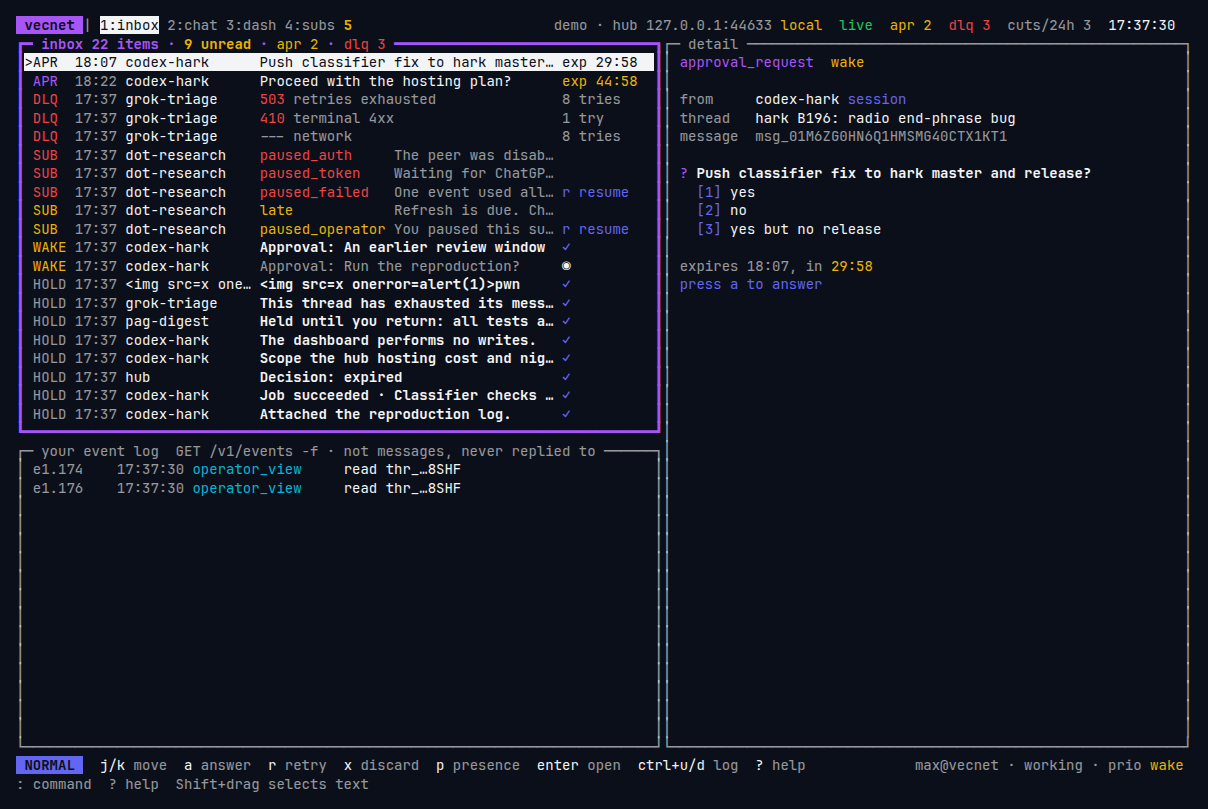 vecnet | 1:inbox 2:chat 3:dash 4:subs 5 demo · hub 127.0.0.1:44633 local live apr 2 dlq 3 cuts/24h 3 17:37:30
inbox 22 items · 9 unread · apr 2 · dlq 3
>APR 18:07 codex-hark Push classifier fix to hark master… exp 29:58
APR 18:22 codex-hark Proceed with the hosting plan? exp 44:58
DLQ 17:37 grok-triage 503 retries exhausted 8 tries
DLQ 17:37 grok-triage 410 terminal 4xx 1 try
DLQ 17:37 grok-triage --- network 8 tries
SUB 17:37 dot-research paused_auth The peer was disab…
SUB 17:37 dot-research paused_token Waiting for ChatGP…
SUB 17:37 dot-research paused_failed One event used all… r resume
SUB 17:37 dot-research late Refresh is due. Ch…
SUB 17:37 dot-research paused_operator You paused this su… r resume
WAKE 17:37 codex-hark Approval: An earlier review window ✓
WAKE 17:37 codex-hark Approval: Run the reproduction? ◉
HOLD 17:37 <img src=x one… <img src=x onerror=alert(1)>pwn ✓
HOLD 17:37 grok-triage This thread has exhausted its mess… ✓
HOLD 17:37 pag-digest Held until you return: all tests a… ✓
HOLD 17:37 codex-hark The dashboard performs no writes. ✓
HOLD 17:37 codex-hark Scope the hub hosting cost and nig… ✓
HOLD 17:37 hub Decision: expired ✓
HOLD 17:37 codex-hark Job succeeded · Classifier checks … ✓
HOLD 17:37 codex-hark Attached the reproduction log. ✓
your event log GET /v1/events -f · not messages, never replied to
e1.174 17:37:30 operator_view read thr_…8SHF
e1.176 17:37:30 operator_view read thr_…8SHF
detail
approval_request wake
from codex-hark session
thread hark B196: radio end-phrase bug
message msg_01M6ZG0HN6Q1HMSMG40CTX1KT1
? Push classifier fix to hark master and release?
[1] yes
[2] no
[3] yes but no release
expires 18:07, in 29:58
press a to answer
NORMAL j/k move a answer r retry x discard p presence enter open ctrl+u/d log ? help max@vecnet · working · prio wake
: command ? help Shift+drag selects text